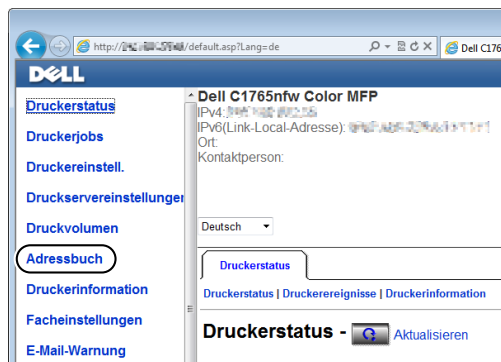 http:// /default.asp?Lang=de
Dell C176
DELL
Druckerstatus
Druckerjobs
Druckereinstell.
Druckservereinstellungen
Druckvolumen
Adressbuch
Druckerinformation
Facheinstellungen
E-Mail-Warnung
Dell C1765nfw Color MFP
IPv4:
IPv6(Link-Local-Adresse):
Ort:
Kontaktperson:
Deutsch
Druckerstatus
Druckerstatus | Druckerereignisse | Druckerinformation
Druckerstatus -
Aktualisieren